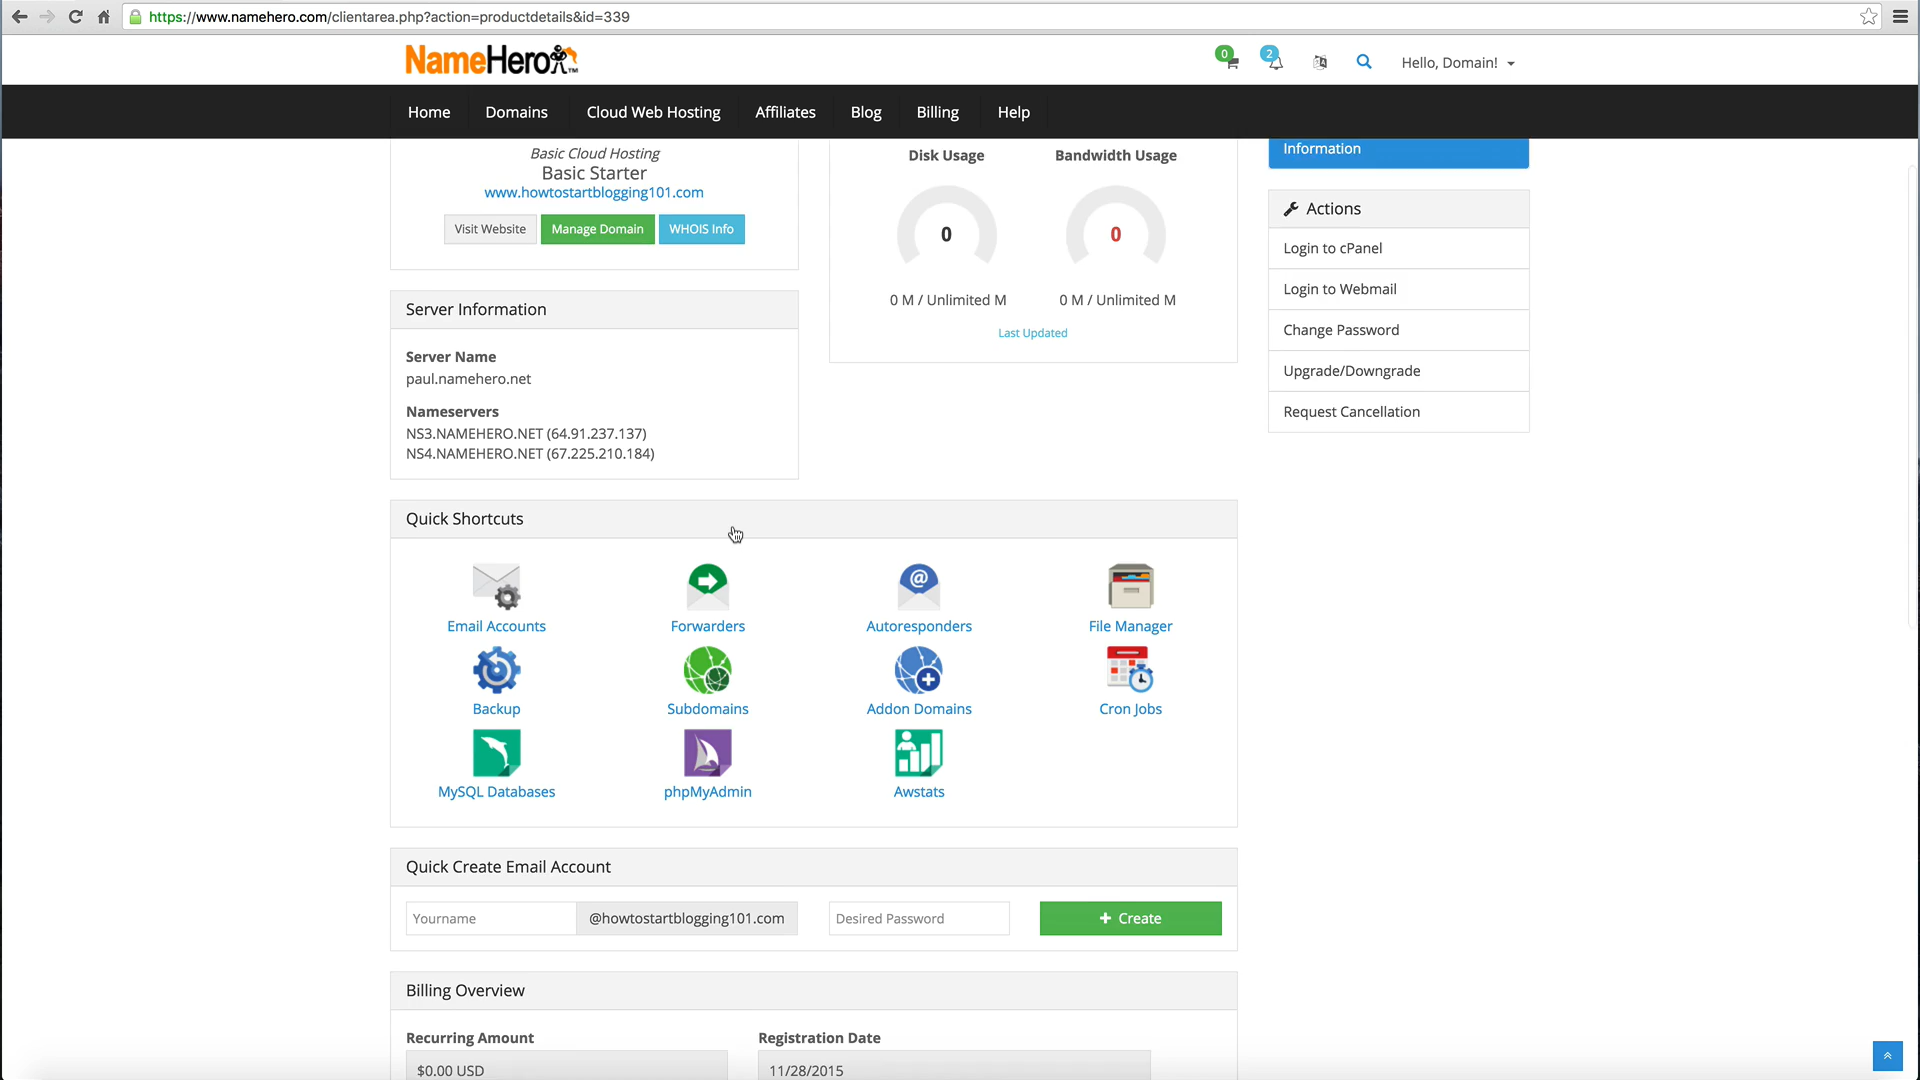 https://www.namehero.com/clientarea.php?action=productdetails&id=339
NameHero™
0
2
Hello, Domain!
Home
Domains
Cloud Web Hosting
Affiliates
Blog
Billing
Help
Basic Cloud Hosting
Basic Starter
www.howtostartblogging101.com
Visit Website
Manage Domain
WHOIS Info
Disk Usage
Bandwidth Usage
0
0
0 M / Unlimited M
0 M / Unlimited M
Last Updated
Information
Actions
Login to cPanel
Login to Webmail
Change Password
Upgrade/Downgrade
Request Cancellation
Server Information
Server Name
paul.namehero.net
Nameservers
NS3.NAMEHERO.NET (64.91.237.137)
NS4.NAMEHERO.NET (67.225.210.184)
Quick Shortcuts
Email Accounts
Forwarders
Autoresponders
File Manager
Backup
Subdomains
Addon Domains
Cron Jobs
MySQL Databases
phpMyAdmin
Awstats
Quick Create Email Account
Yourname
@howtostartblogging101.com
Desired Password
+ Create
Billing Overview
Recurring Amount
Registration Date
$0.00 USD
11/28/2015